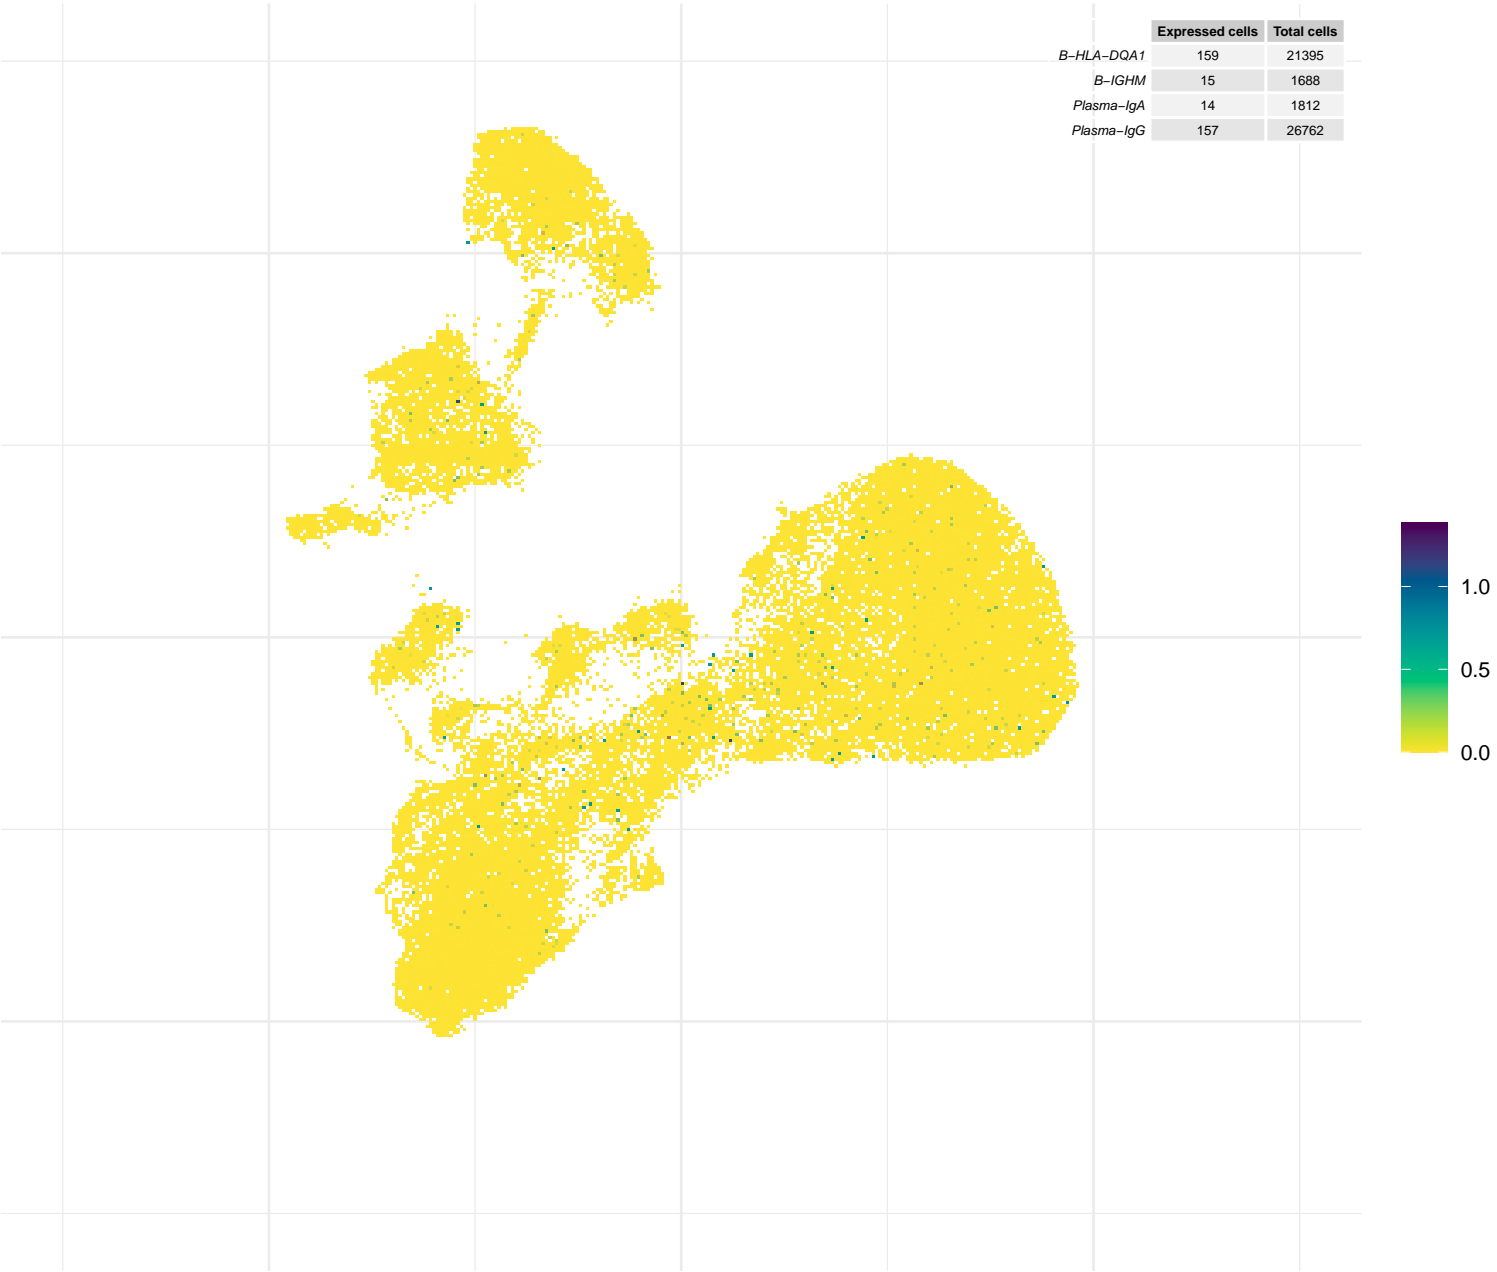 Expressed cells Total cells
B−HLA−DQA1 159 21395
B−IGHM 15 1688
Plasma−IgA 14 1812
Plasma−IgG 157 26762
1.0
0.5
0.0